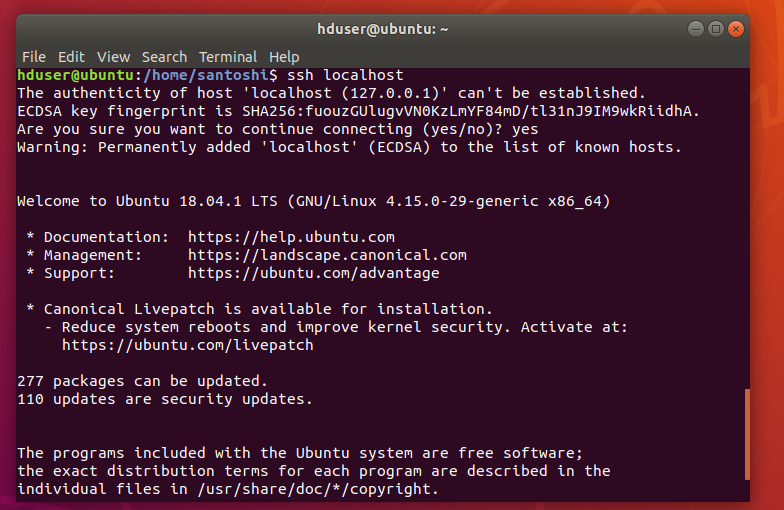 hduser@ubuntu: ~
File Edit View Search Terminal Help
hduser@ubuntu:/home/santoshi$ ssh localhost
The authenticity of host 'localhost (127.0.0.1)' can't be established.
ECDSA key fingerprint is SHA256:fuouzGUlugvVN0KzLmYF84mD/tl31nJ9IM9wkRiidhA.
Are you sure you want to continue connecting (yes/no)? yes
Warning: Permanently added 'localhost' (ECDSA) to the list of known hosts.
Welcome to Ubuntu 18.04.1 LTS (GNU/Linux 4.15.0-29-generic x86_64)
* Documentation:  https://help.ubuntu.com
* Management:     https://landscape.canonical.com
* Support:        https://ubuntu.com/advantage
* Canonical Livepatch is available for installation.
- Reduce system reboots and improve kernel security. Activate at:
https://ubuntu.com/livepatch
277 packages can be updated.
110 updates are security updates.
The programs included with the Ubuntu system are free software;
the exact distribution terms for each program are described in the
individual files in /usr/share/doc/*/copyright.